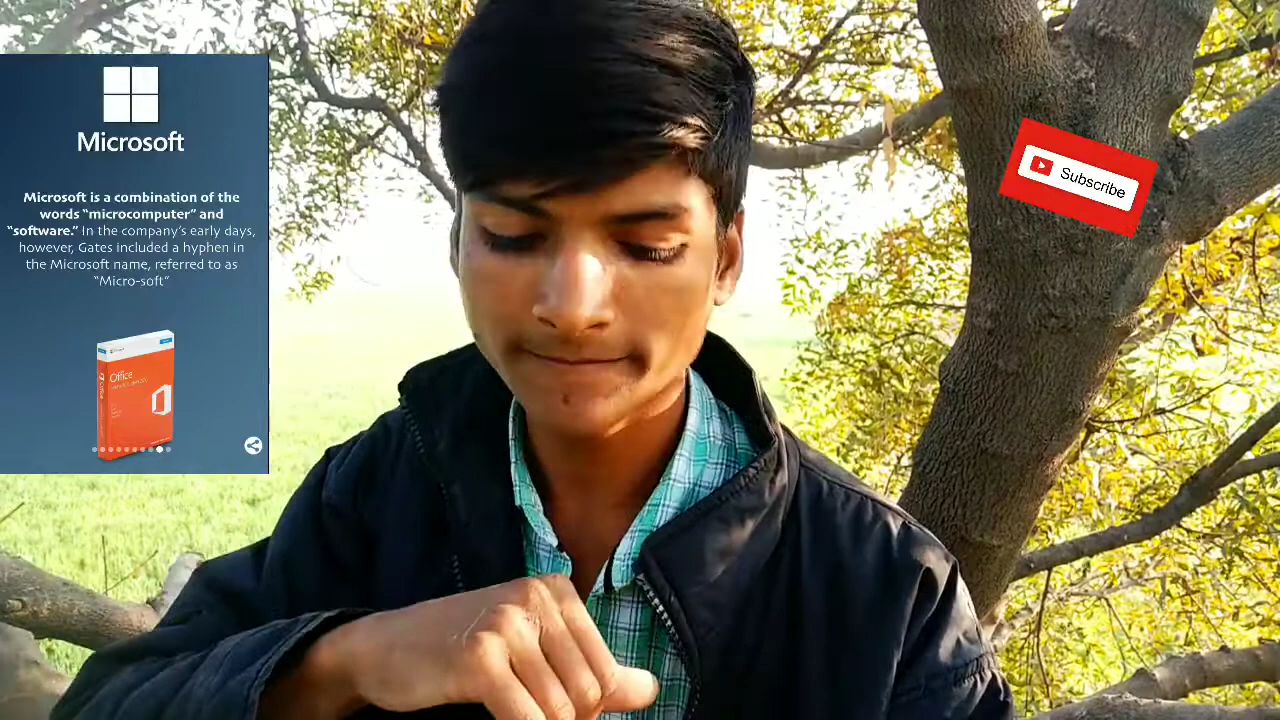 Microsoft
Microsoft is a combination of the
words “microcomputer” and
“software.” In the company’s early days,
however, Gates included a hyphen in
the Microsoft name, referred to as
“Micro-soft”
Office
Subscribe